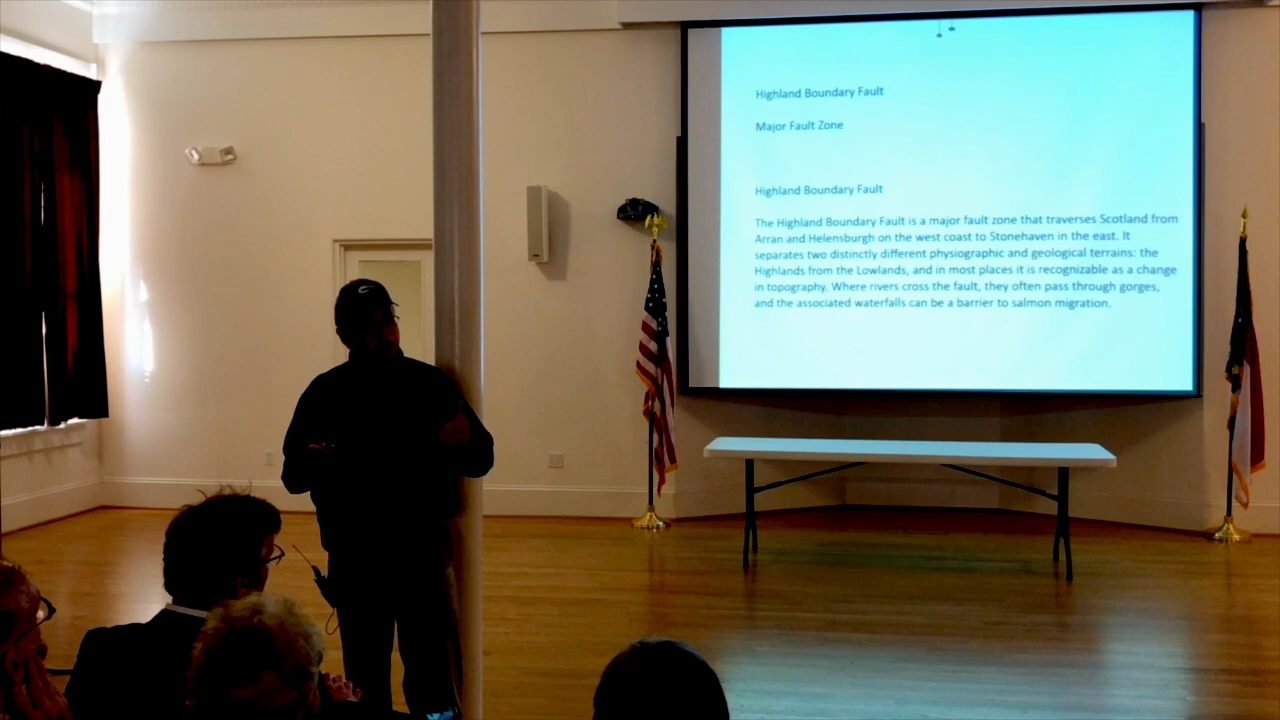 Highland Boundary Fault
Major Fault Zone
Highland Boundary Fault
The Highland Boundary Fault is a major fault zone that traverses Scotland from
Arran and Helensburgh on the west coast to Stonehaven in the east. It
separates two distinctly different physiographic and geological terrains: the
Highlands from the Lowlands, and in most places it is recognizable as a change
in topography. Where rivers cross the fault, they often pass through gorges,
and the associated waterfalls can be a barrier to salmon migration.